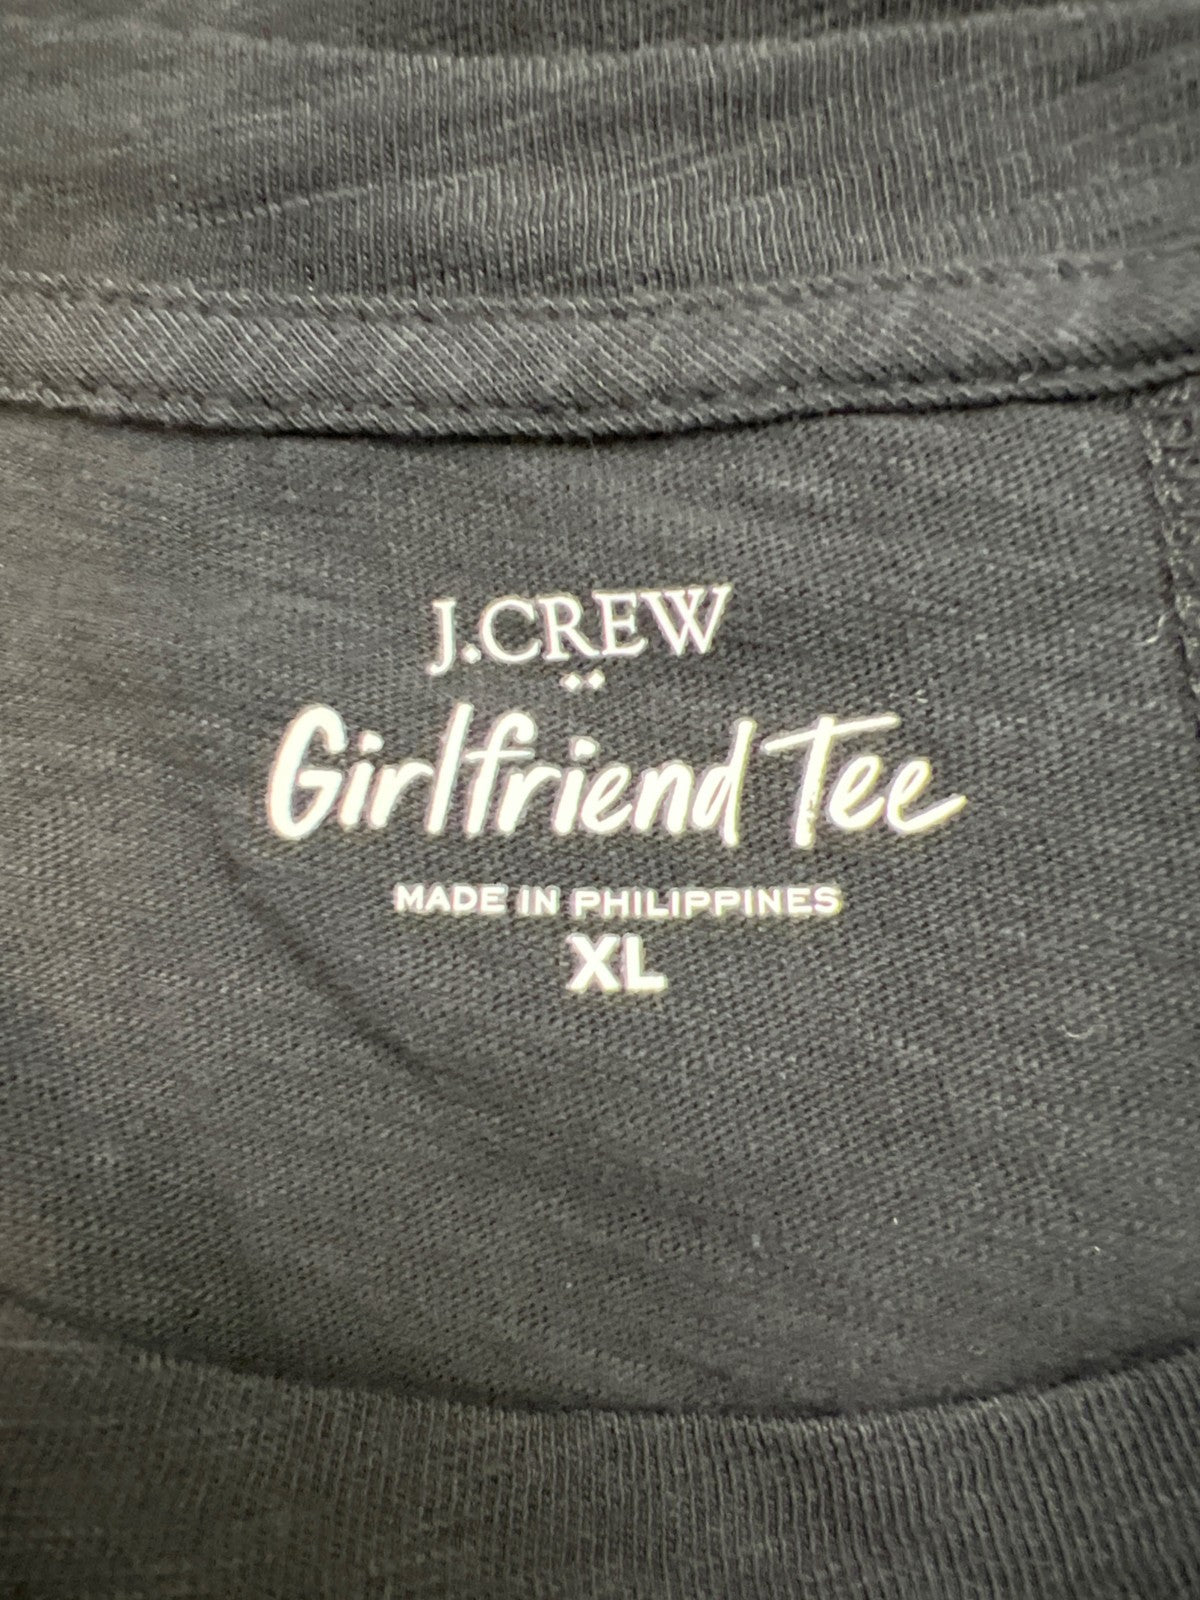 J.CREW
Girlfriend Tee
MADE IN PHILIPPINES
XL